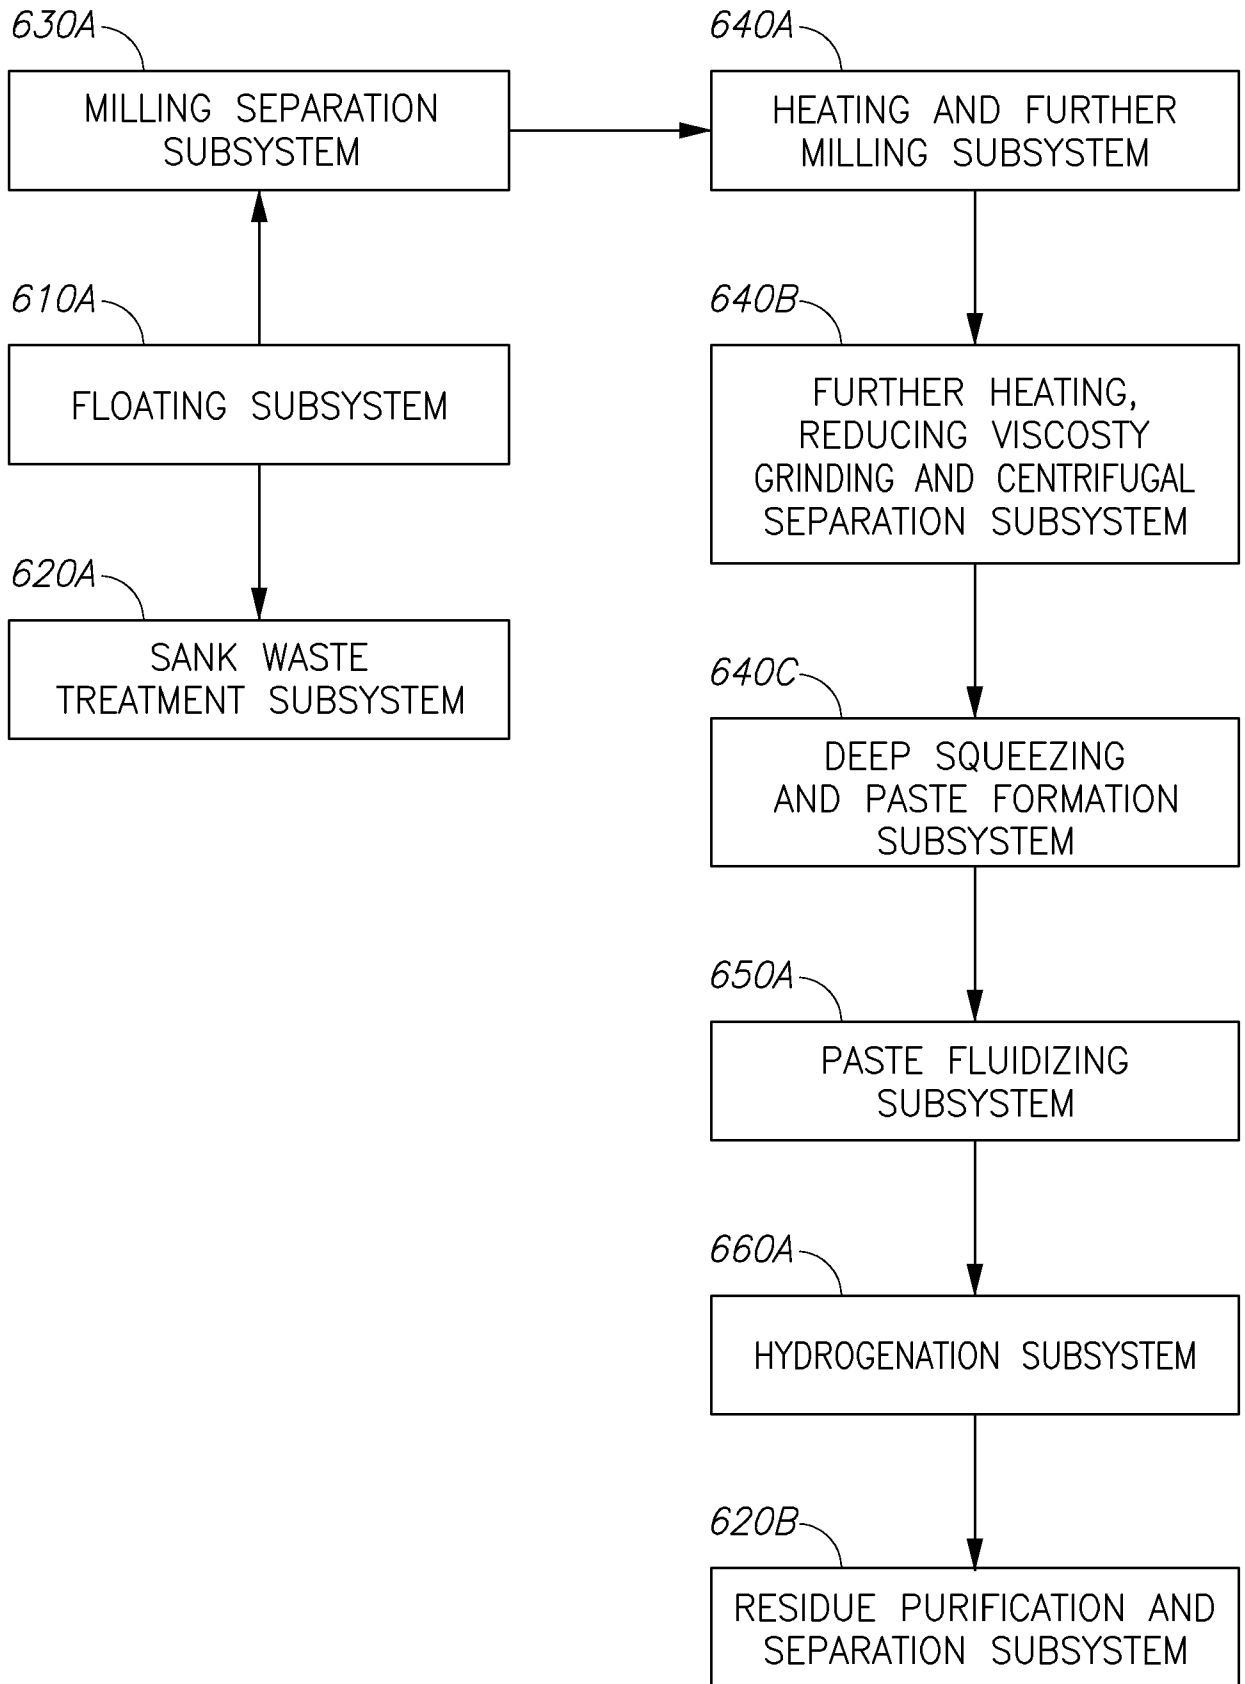 630A
MILLING SEPARATION
SUBSYSTEM
610A
FLOATING SUBSYSTEM
620A
SANK WASTE
TREATMENT SUBSYSTEM
640A
HEATING AND FURTHER
MILLING SUBSYSTEM
640B
FURTHER HEATING,
REDUCING VISCOSTY
GRINDING AND CENTRIFUGAL
SEPARATION SUBSYSTEM
640C
DEEP SQUEEZING
AND PASTE FORMATION
SUBSYSTEM
650A
PASTE FLUIDIZING
SUBSYSTEM
660A
HYDROGENATION SUBSYSTEM
620B
RESIDUE PURIFICATION AND
SEPARATION SUBSYSTEM